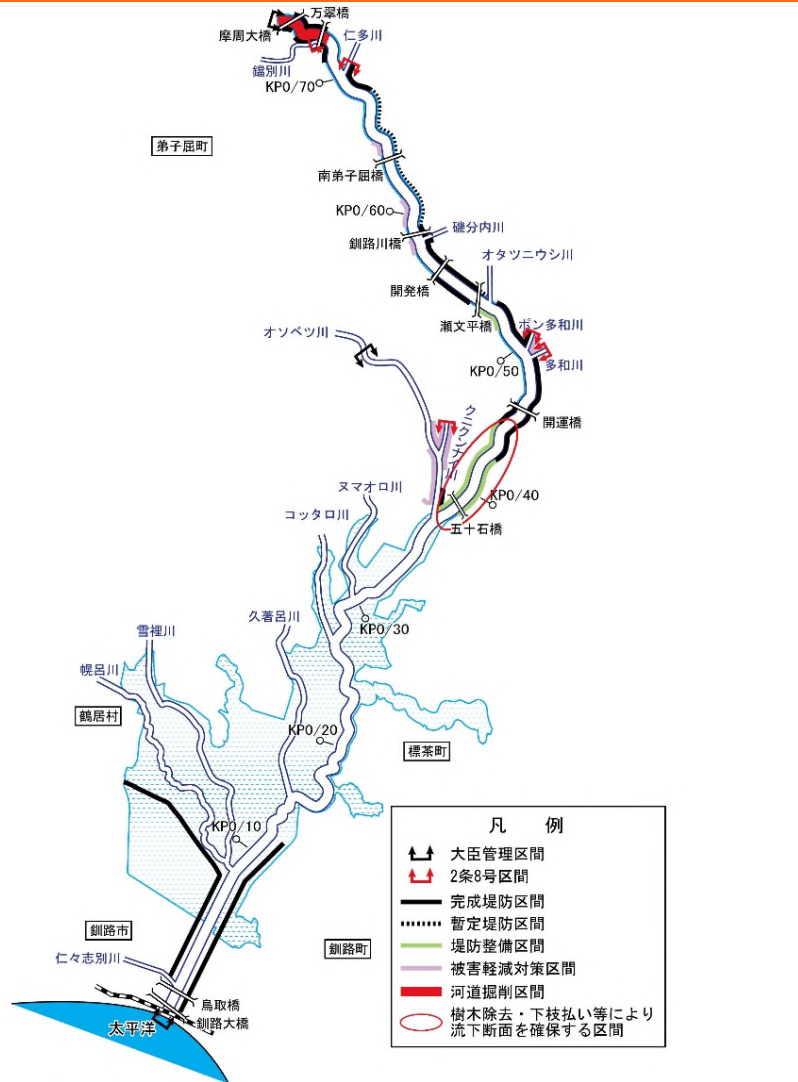 万翠橋
摩周大橋
仁多川
鐺別川
KP0/70
弟子屈町
南弟子屈橋
KP0/60
磯分内川
釧路川橋
オタツニウシ川
開発橋
瀬文平橋
オソベツ川
ポン多和川
多和川
KP0/50
開運橋
クニクンナイ川
ヌマオロ川
KP0/40
コッタロ川
五十石橋
久著呂川
KP0/30
雪裡川
幌呂川
鶴居村
KP0/20
標茶町
KP0/10
凡 例
大臣管理区間
2条8号区間
完成堤防区間
暫定堤防区間
堤防整備区間
被害軽減対策区間
河道掘削区間
樹木除去・下枝払い等により
流下断面を確保する区間
釧路市
釧路町
仁々志別川
鳥取橋
釧路大橋
太平洋